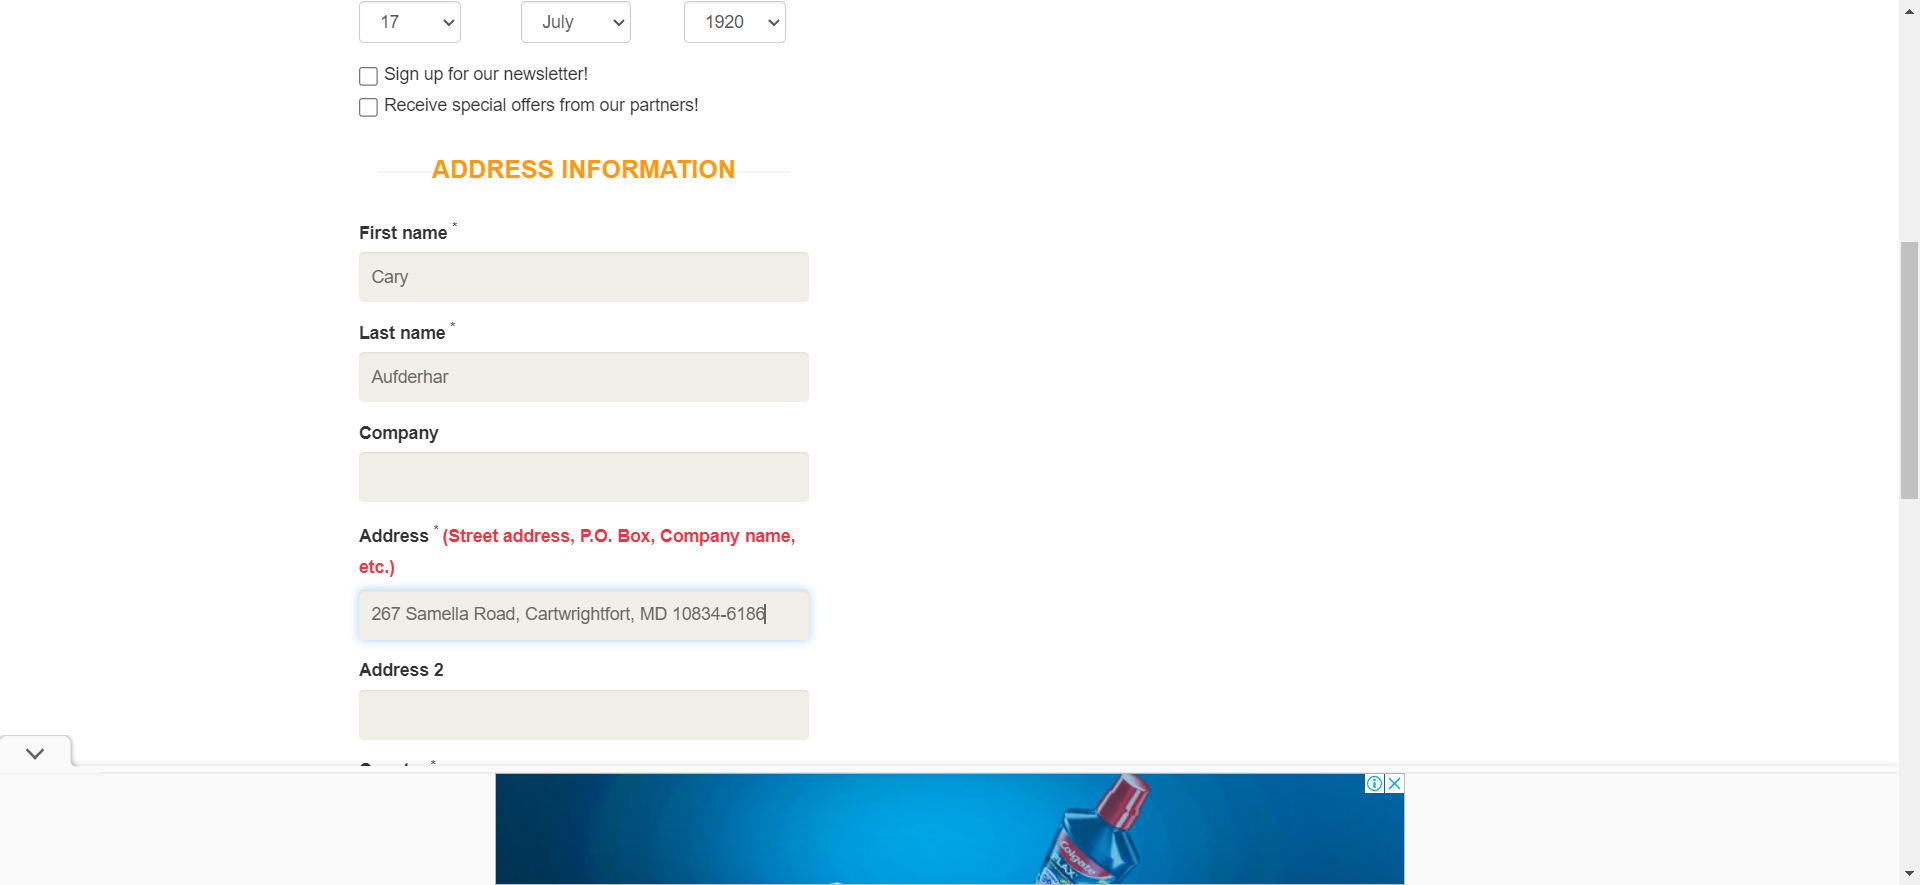 17 July 1920
Sign up for our newsletter!
Receive special offers from our partners!
ADDRESS INFORMATION
First name *
Cary
Last name *
Aufderhar
Company
Address * (Street address, P.O. Box, Company name,
etc.)
267 Samella Road, Cartwrightfort, MD 10834-6186
Address 2
Colgate